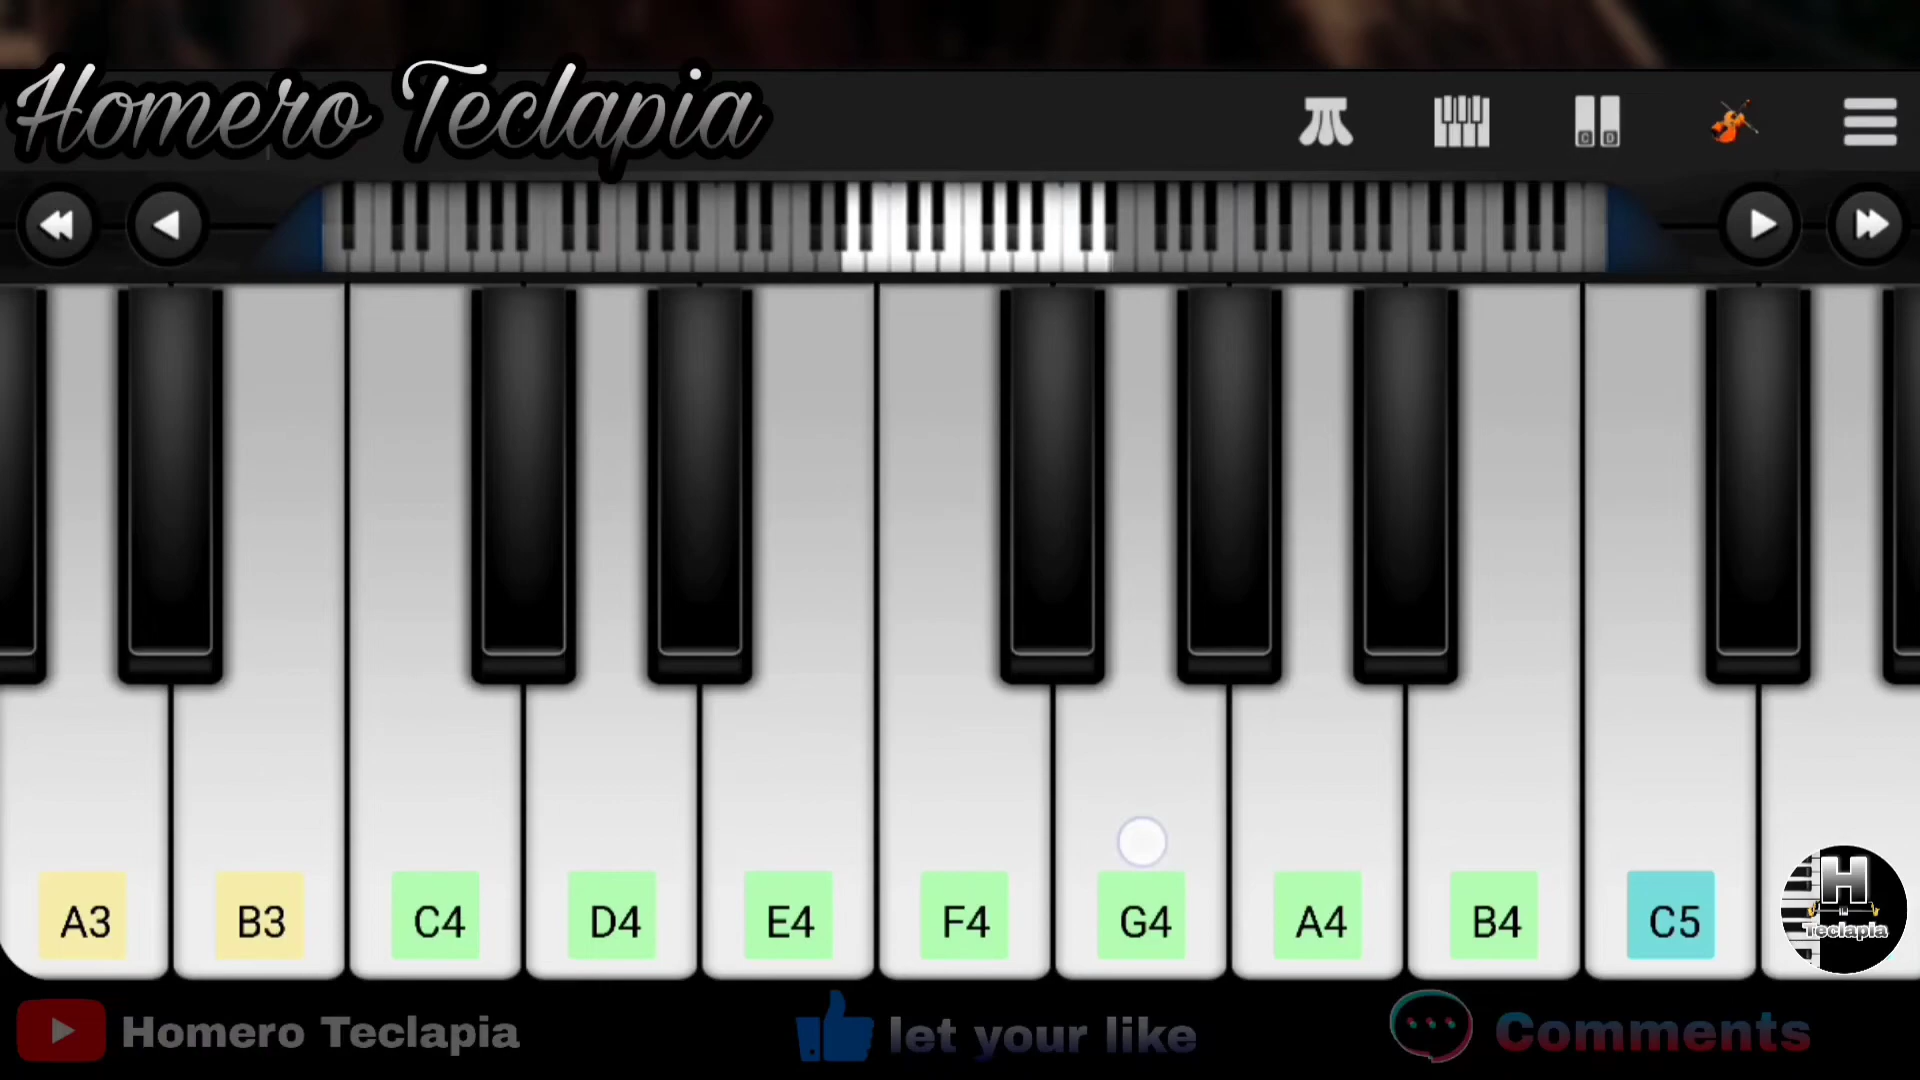 Homero Teclapia
C D
A3 B3 C4 D4 E4 F4 G4 A4 B4 C5
H
Teclapia
Homero Teclapia let your like Comments